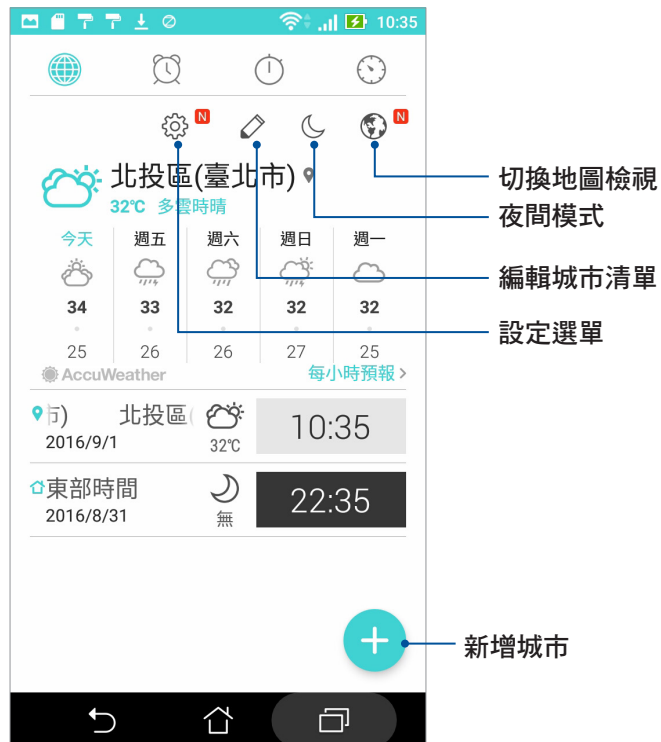 10:35
N
N
北投區(臺北市)
32℃ 多雲時晴
今天 週五 週六 週日 週一
34 33 32 32 32
25 26 26 27 25
AccuWeather 每小時預報
市) 北投區(
2016/9/1
32℃
10:35
東部時間
2016/8/31
無
22:35
切換地圖檢視
夜間模式
編輯城市清單
設定選單
新增城市